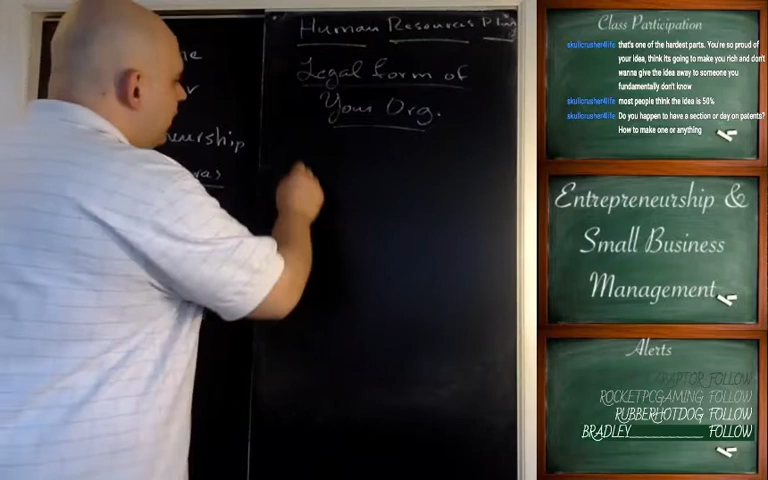 Human Resources Plng
Legal form of
Your Org.
Class Participation
skullcrusher4life that's one of the hardest parts. You're so proud of
your idea, think its going to make you rich and don't
wanna give the idea away to someone you
fundamentally don't know
skullcrusher4life most people think the idea is 50%
skullcrusher4life Do you happen to have a section or day on patents?
How to make one or anything
Entrepreneurship &
Small Business
Management
Alerts
RAPTOR FOLLOW
ROCKETPCGAMING FOLLOW
RUBBERHOTDOG FOLLOW
BRADLEY____________ FOLLOW